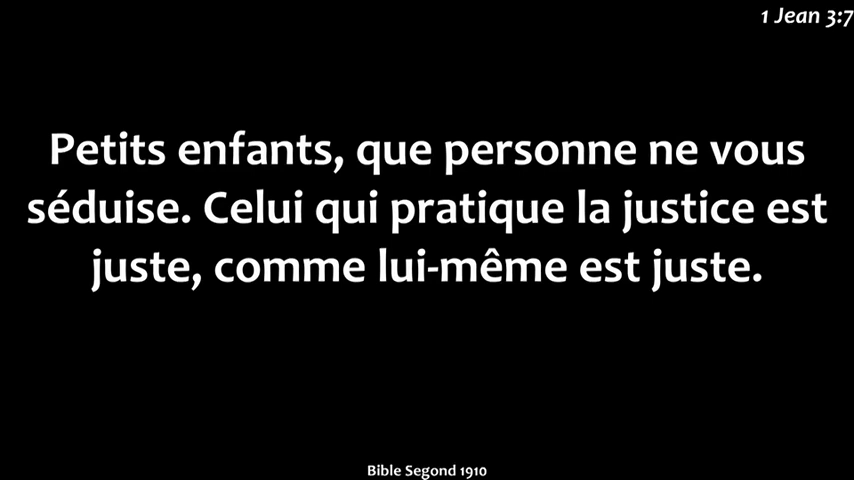 1 Jean 3:7
Petits enfants, que personne ne vous
séduise. Celui qui pratique la justice est
juste, comme lui-même est juste.
Bible Segond 1910